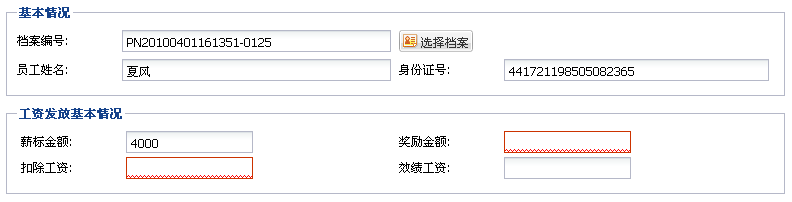 基本情况
档案编号: PN20100401161351-0125 选择档案
员工姓名: 夏风 身份证号: 441721198505082365
工资发放基本情况
薪标金额: 4000 奖励金额:
扣除工资: 效绩工资: